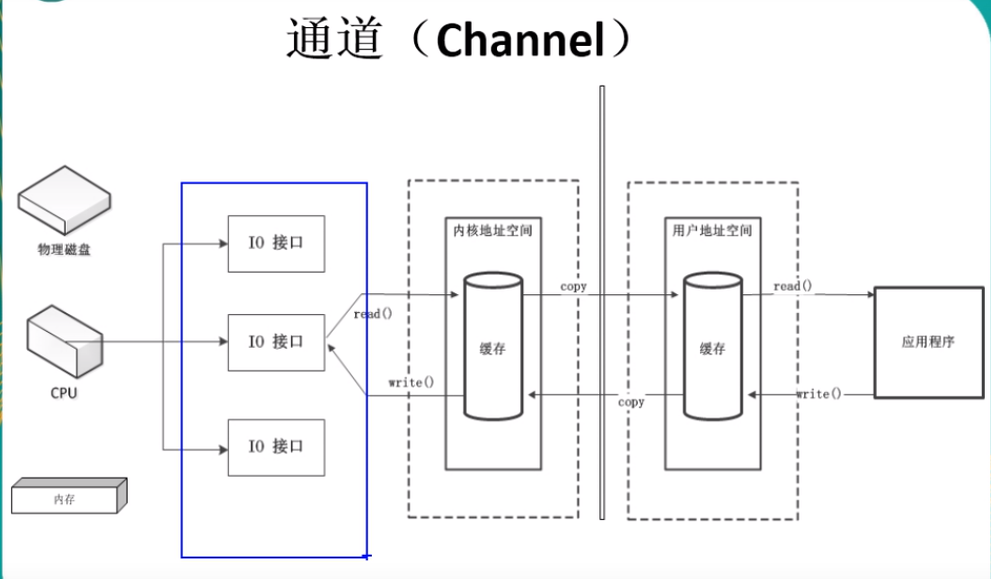 通道（Channel）
物理磁盘
CPU
内存
IO 接口
IO 接口
IO 接口
read()
write()
内核地址空间
缓存
copy
copy
用户地址空间
缓存
read()
write()
应用程序